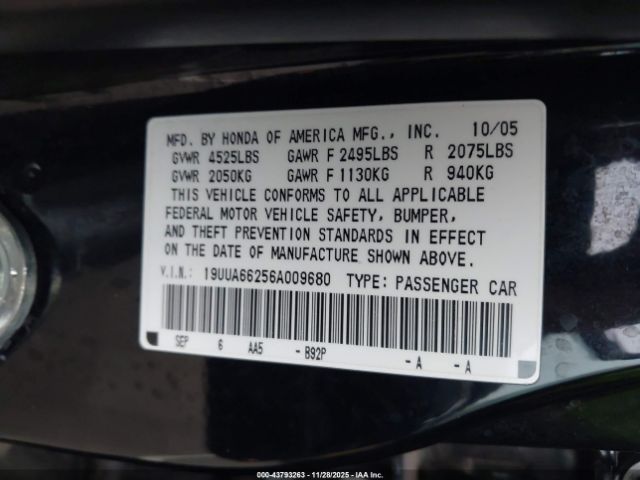 MFD. BY HONDA OF AMERICA MFG., INC. 10/05
GVWR 4525LBS GAWR F 2495LBS R 2075LBS
GVWR 2050KG GAWR F 1130KG R 940KG
THIS VEHICLE CONFORMS TO ALL APPLICABLE
FEDERAL MOTOR VEHICLE SAFETY, BUMPER,
AND THEFT PREVENTION STANDARDS IN EFFECT
ON THE DATE OF MANUFACTURE SHOWN ABOVE.
V.I.N.: 19UUA66256A009680 TYPE: PASSENGER CAR
SEP 6 AA5 -B92P -A -A
000-43793263 - 11/28/2025 - IAA, Inc.